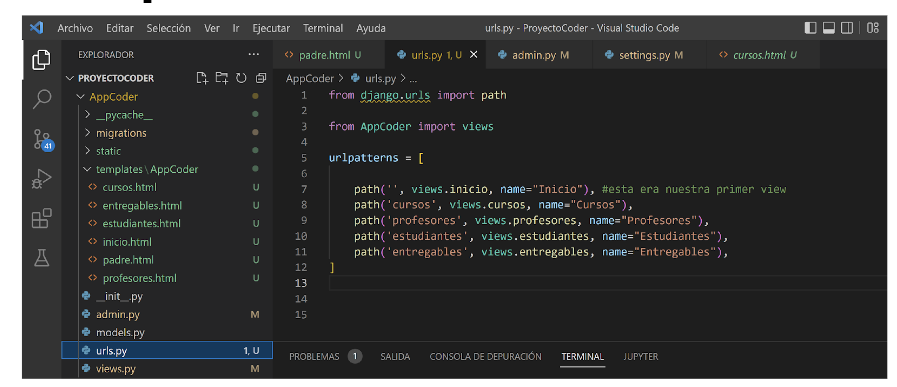 Archivo Editar Selección Ver Ir Ejecutar Terminal Ayuda urls.py - ProyectoCoder - Visual Studio Code
EXPLORADOR ...
PROYECTOCODER
AppCoder
__pycache__
migrations
static
templates \ AppCoder
cursos.html U
entregables.html U
estudiantes.html U
inicio.html U
padre.html U
profesores.html U
__init__.py
admin.py M
models.py
urls.py 1, U
views.py M
41
padre.html U urls.py 1, U admin.py M settings.py M cursos.html U
AppCoder > urls.py > ...
1 from django.urls import path
2
3 from AppCoder import views
4
5 urlpatterns = [
6
7 path('', views.inicio, name="Inicio"), #esta era nuestra primer view
8 path('cursos', views.cursos, name="Cursos"),
9 path('profesores', views.profesores, name="Profesores"),
10 path('estudiantes', views.estudiantes, name="Estudiantes"),
11 path('entregables', views.entregables, name="Entregables"),
12 ]
13
14
15
PROBLEMAS 1 SALIDA CONSOLA DE DEPURACIÓN TERMINAL JUPYTER